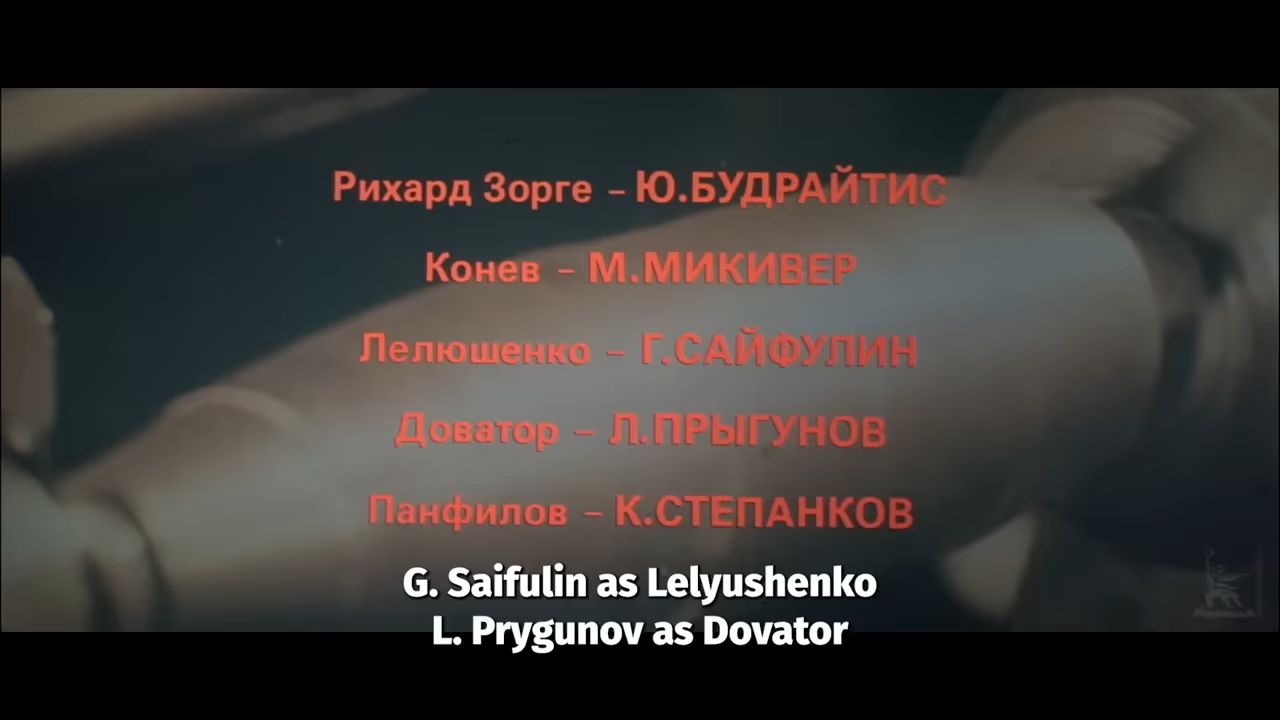 Рихард Зорге – Ю.БУДРАЙТИС
Конев – М.МИКИВЕР
Лелюшенко – Г.САЙФУЛИН
Доватор – Л.ПРЫГУНОВ
Панфилов – К.СТЕПАНКОВ
G. Saifulin as Lelyushenko
L. Prygunov as Dovator